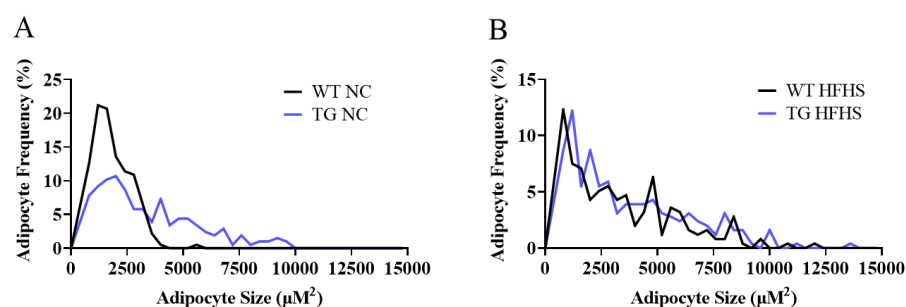 A
Adipocyte Frequency (%)
25
20
15
10
5
0
WT NC
TG NC
0 2500 5000 7500 10000 12500 15000
Adipocyte Size (μM²)
B
Adipocyte Frequency (%)
15
10
5
0
WT HFHS
TG HFHS
0 2500 5000 7500 10000 12500 15000
Adipocyte Size (μM²)